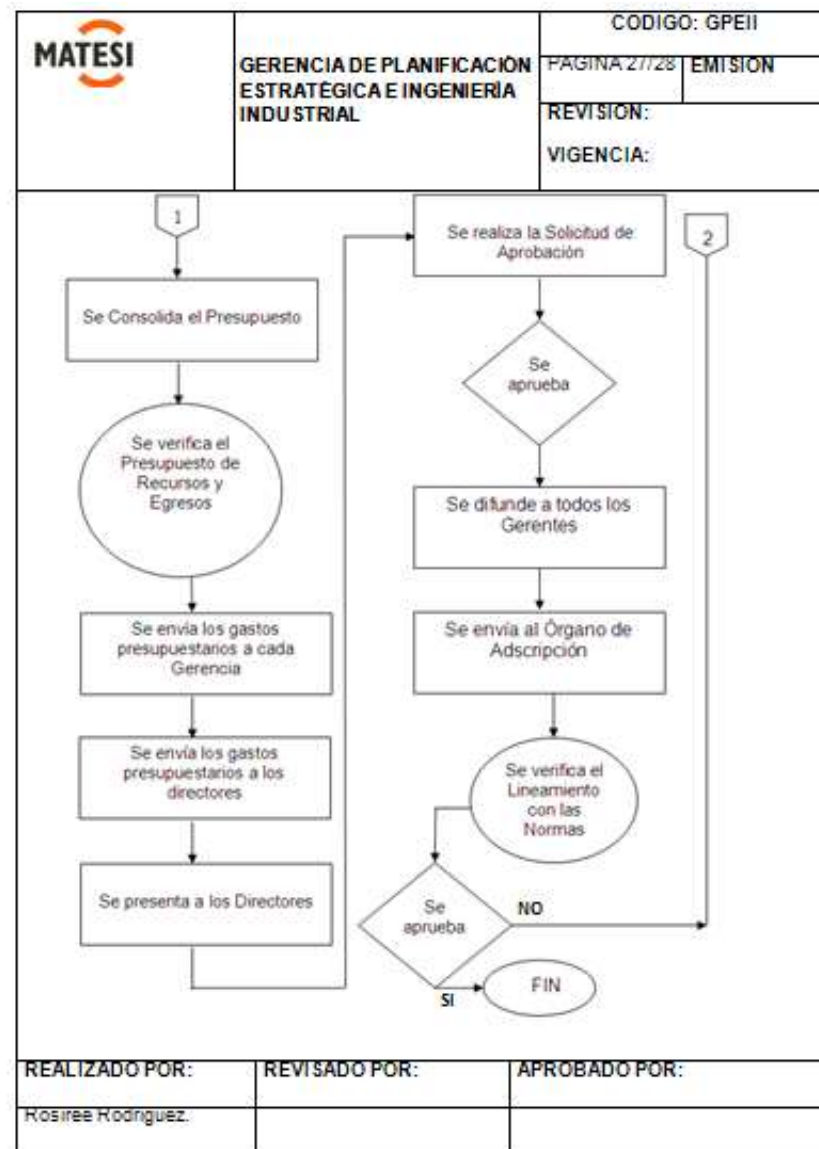 MATESI
GERENCIA DE PLANIFICACIÓN
ESTRATÉGICA E INGENIERÍA
INDUSTRIAL
CODIGO: GPEII
PAGINA 27/28
EMISIÓN
REVISION:
VIGENCIA:
1
Se Consolida el Presupuesto
Se verifica el
Presupuesto de
Recursos y
Egresos
Se envía los gastos
presupuestarios a cada
Gerencia
Se envía los gastos
presupuestarios a los
directores
Se presenta a los Directores
Se realiza la Solicitud de
Aprobación
2
Se
aprueba
Se difunde a todos los
Gerentes
Se envía al Órgano de
Adscripción
Se verifica el
Lineamiento
con las
Normas
Se
aprueba
NO
SI
FIN
REALIZADO POR:
REVISADO POR:
APROBADO POR:
Rosiree Rodriguez.